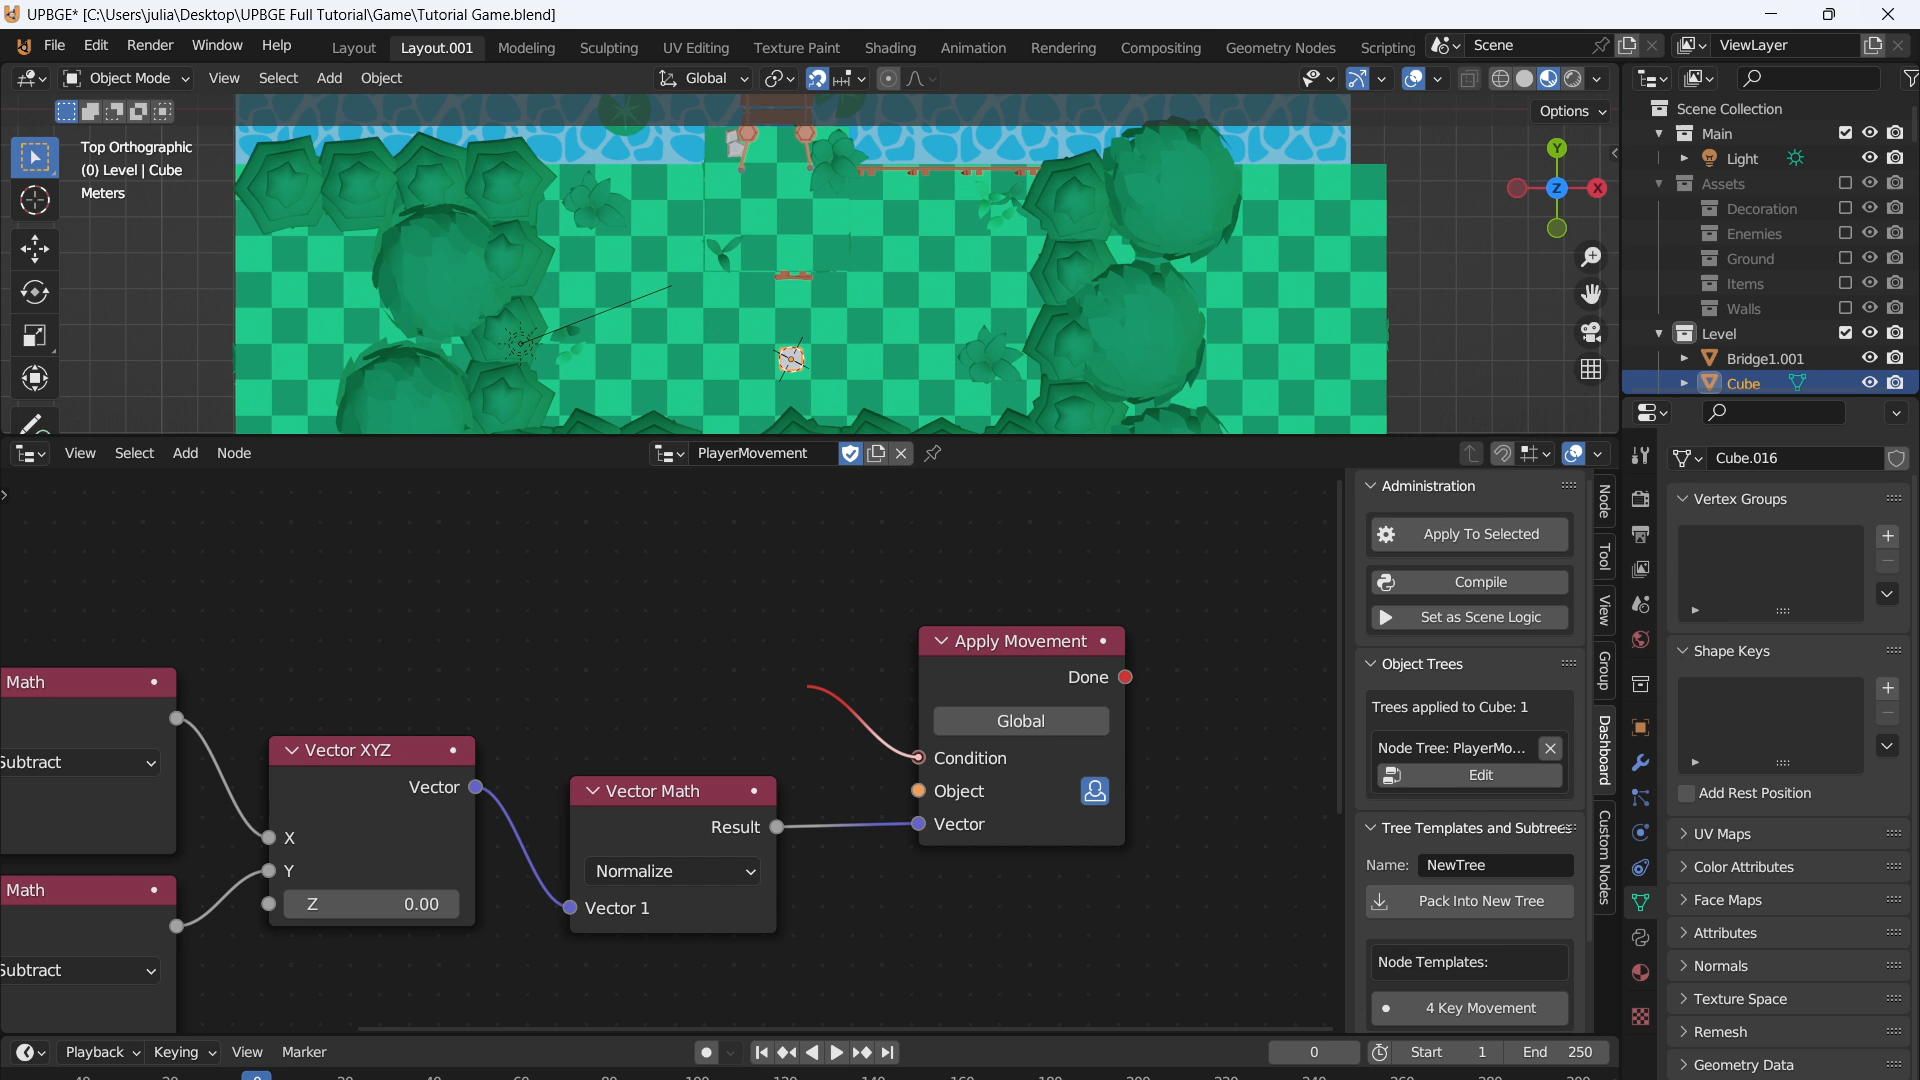 UPBGE* [C:\Users\julia\Desktop\UPBGE Full Tutorial\Game\Tutorial Game.blend]
File Edit Render Window Help
Layout Layout.001 Modeling Sculpting UV Editing Texture Paint Shading Animation Rendering Compositing Geometry Nodes Scripting
Scene
ViewLayer
Object Mode View Select Add Object
Global
Options
Top Orthographic
(0) Level | Cube
Meters
Y
Z
X
Scene Collection
Main
Light
Assets
Decoration
Enemies
Ground
Items
Walls
Level
Bridge1.001
Cube
View Select Add Node
PlayerMovement
Math
Subtract
Math
Subtract
Vector XYZ
Vector
X
Y
Z 0.00
Vector Math
Result
Normalize
Vector 1
Apply Movement
Done
Global
Condition
Object
Vector
Administration
Apply To Selected
Compile
Set as Scene Logic
Object Trees
Trees applied to Cube: 1
Node Tree: PlayerMo...
Edit
Tree Templates and Subtrees
Name: NewTree
Pack Into New Tree
Node Templates:
4 Key Movement
Node
Tool
View
Group
Dashboard
Custom Nodes
Cube.016
Vertex Groups
Shape Keys
Add Rest Position
UV Maps
Color Attributes
Face Maps
Attributes
Normals
Texture Space
Remesh
Geometry Data
Playback Keying View Marker
0
Start 1
End 250